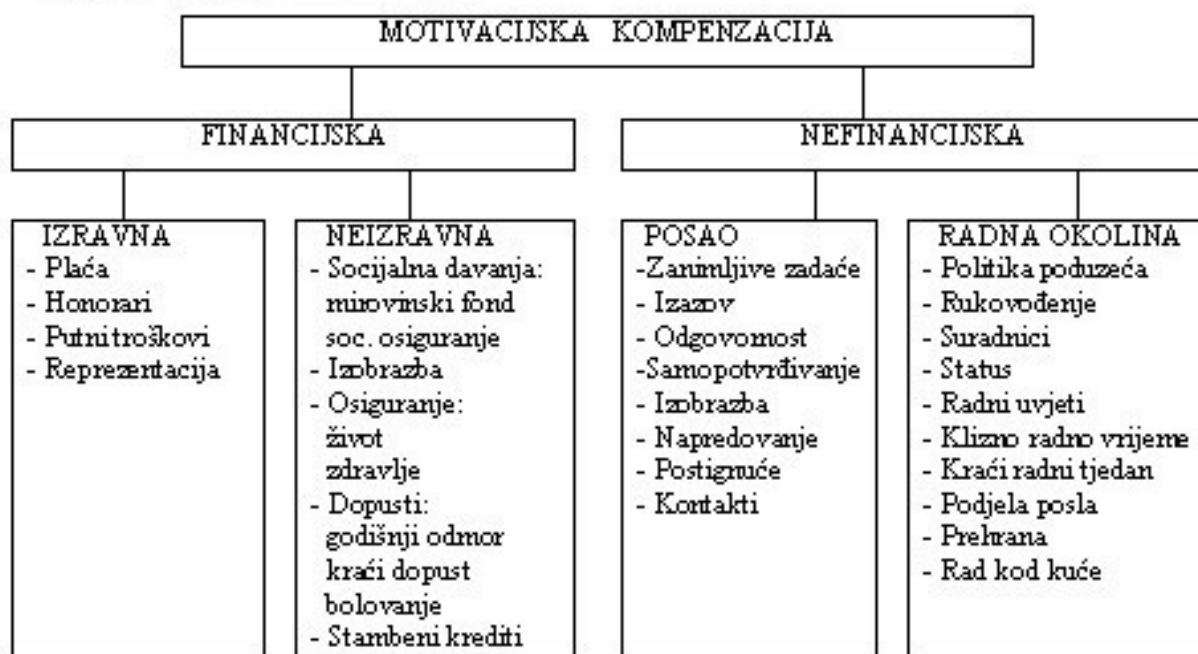 MOTIVACIJSKA KOMPENZACIJA
FINANCIJSKA
NEFINANCIJSKA
IZRAVNA
- Plaća
- Honorari
- Putni troškovi
- Reprezentacija
NEIZRAVNA
- Socijalna davanja:
mirovinski fond
soc. osiguranje
- Izobrazba
- Osiguranje:
život
zdravlje
- Dopusti:
godišnji odmor
kraći dopust
bolovanje
- Stambeni krediti
POSAO
-Zanimljive zadaće
- Izazov
- Odgovornost
-Samopotvrđivanje
- Izobrazba
- Napredovanje
- Postignuće
- Kontakti
RADNA OKOLINA
- Politika poduzeća
- Rukovođenje
- Suradnici
- Status
- Radni uvjeti
- Klizno radno vrijeme
- Kraći radni tjedan
- Podjela posla
- Prehrana
- Rad kod kuće